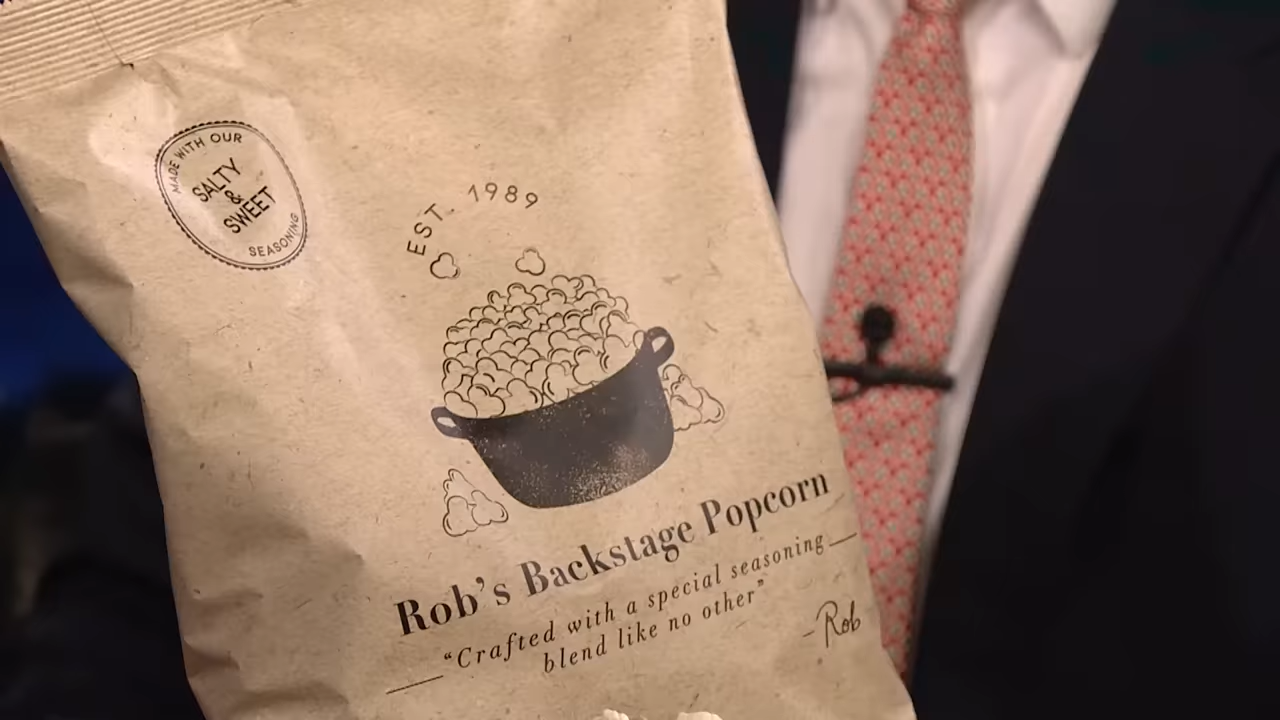 MADE WITH OUR
SALTY
&
SWEET
SEASONING
EST. 1989
Rob's Backstage Popcorn
"Crafted with a special seasoning
blend like no other"
-Rob